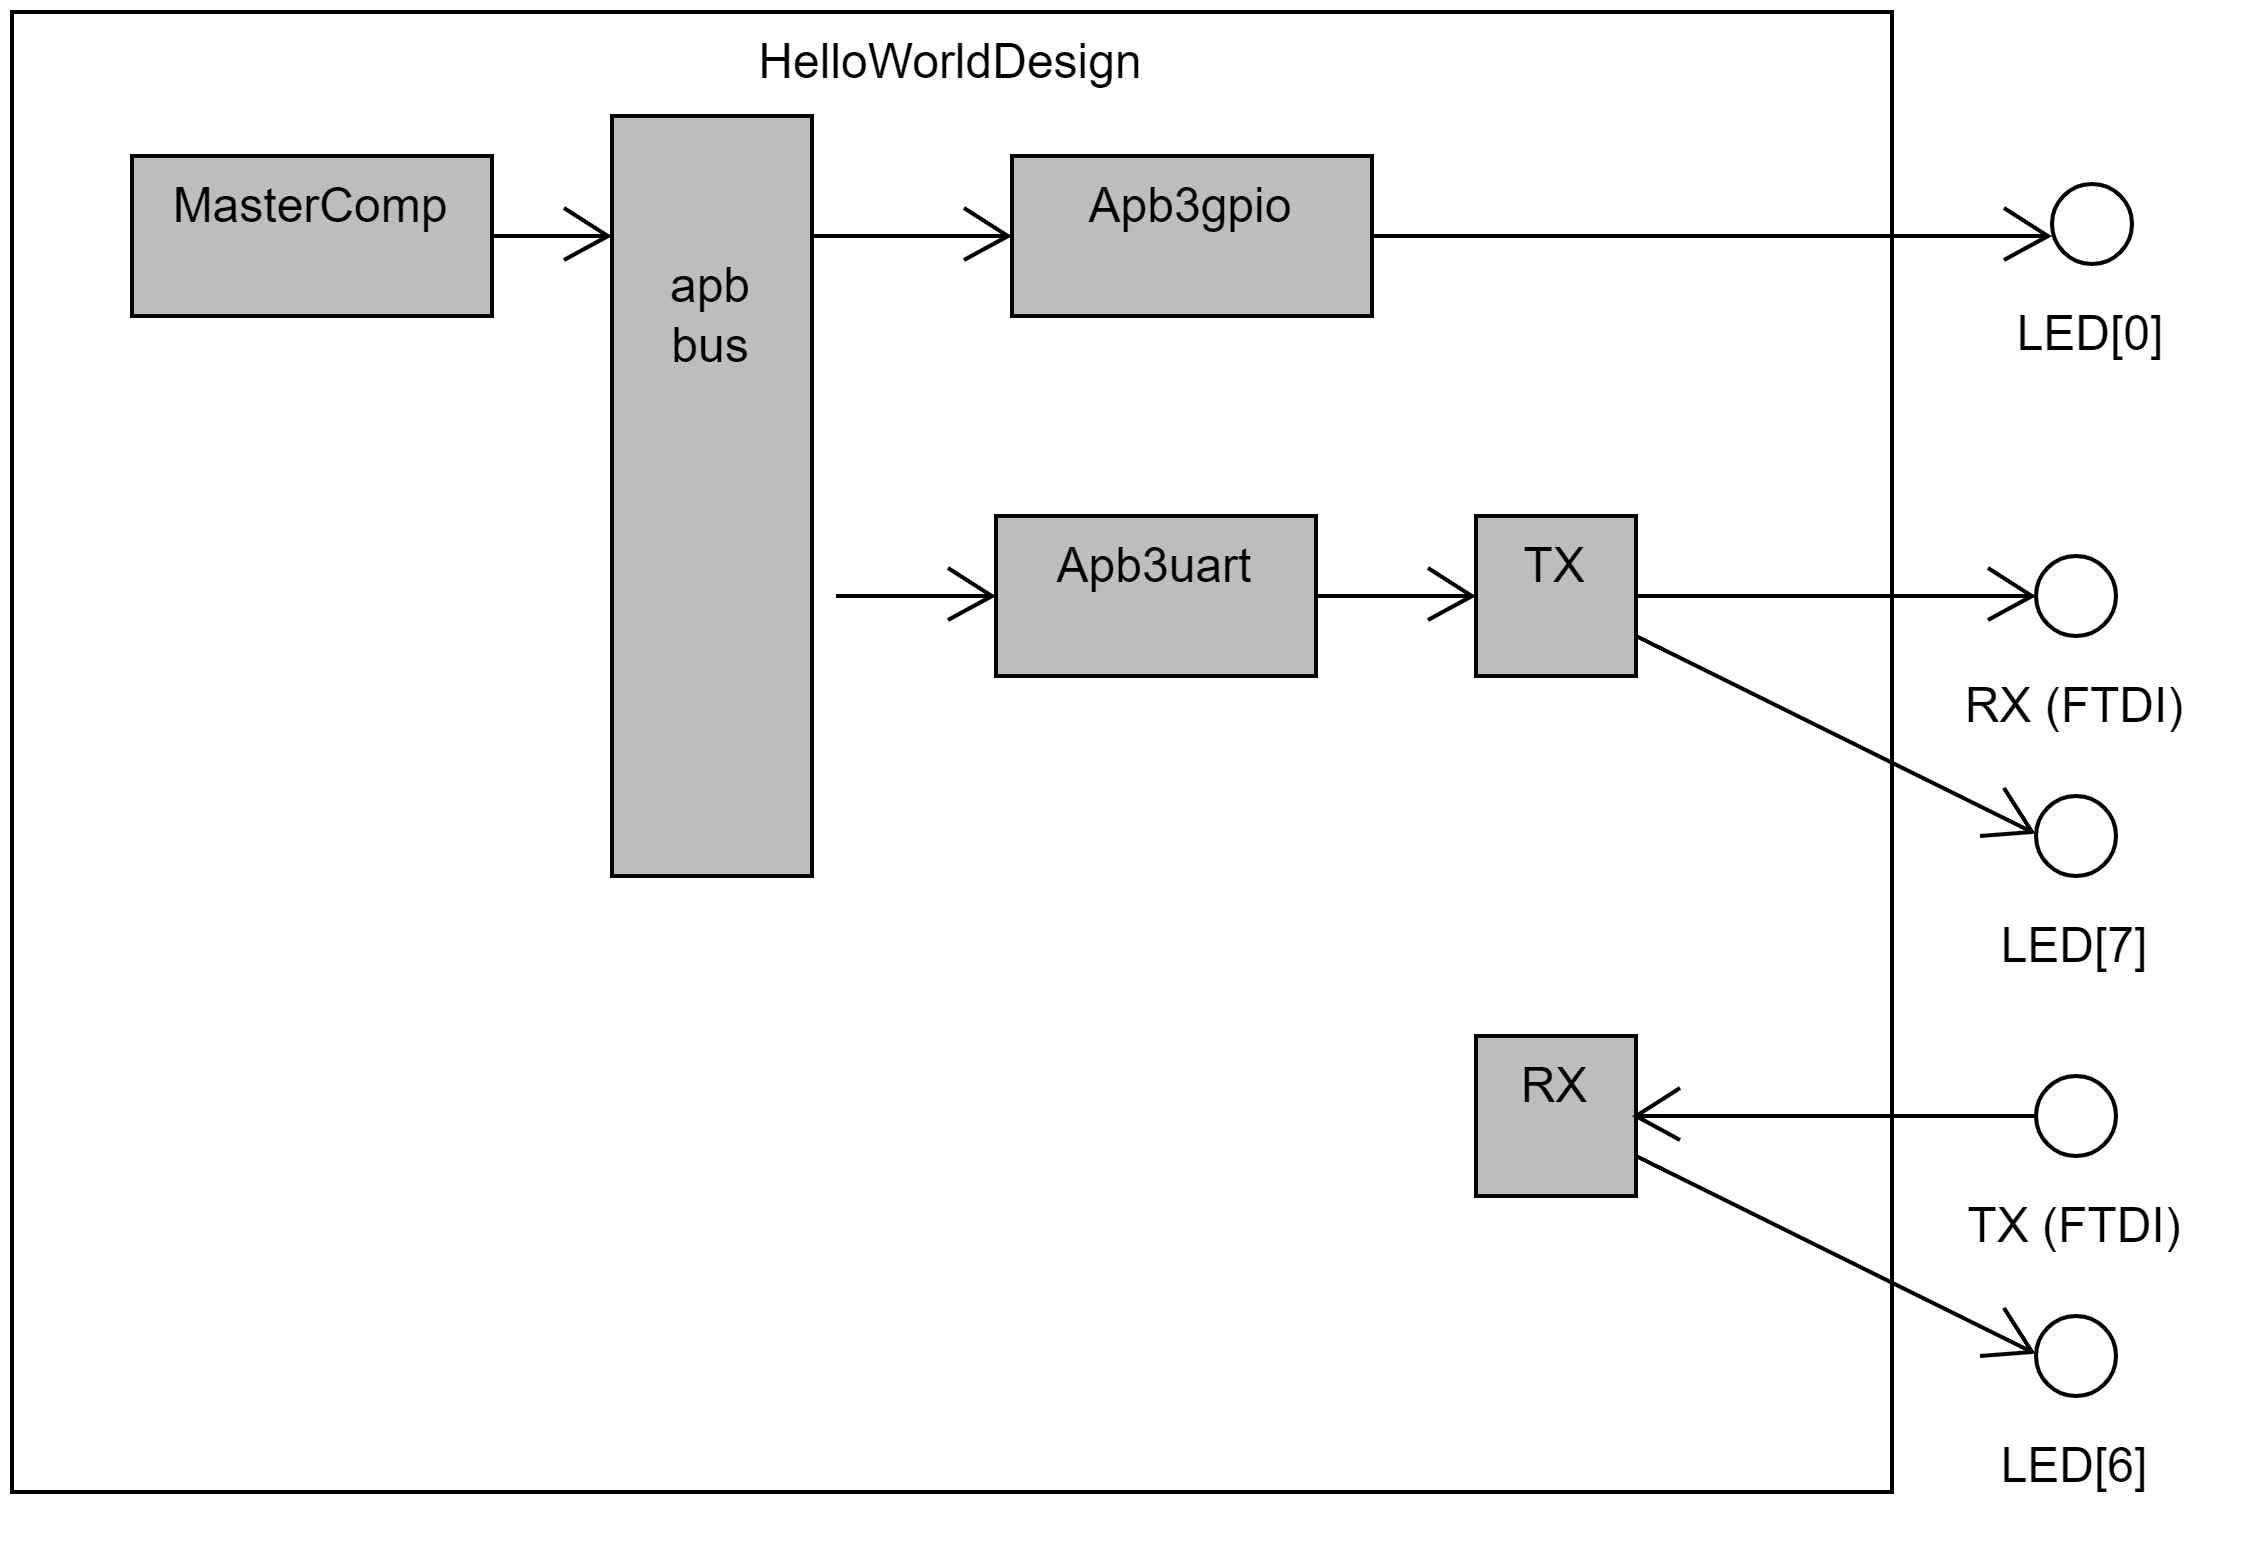 HelloWorldDesign
MasterComp
apb
bus
Apb3gpio
LED[0]
Apb3uart
TX
RX (FTDI)
LED[7]
RX
TX (FTDI)
LED[6]